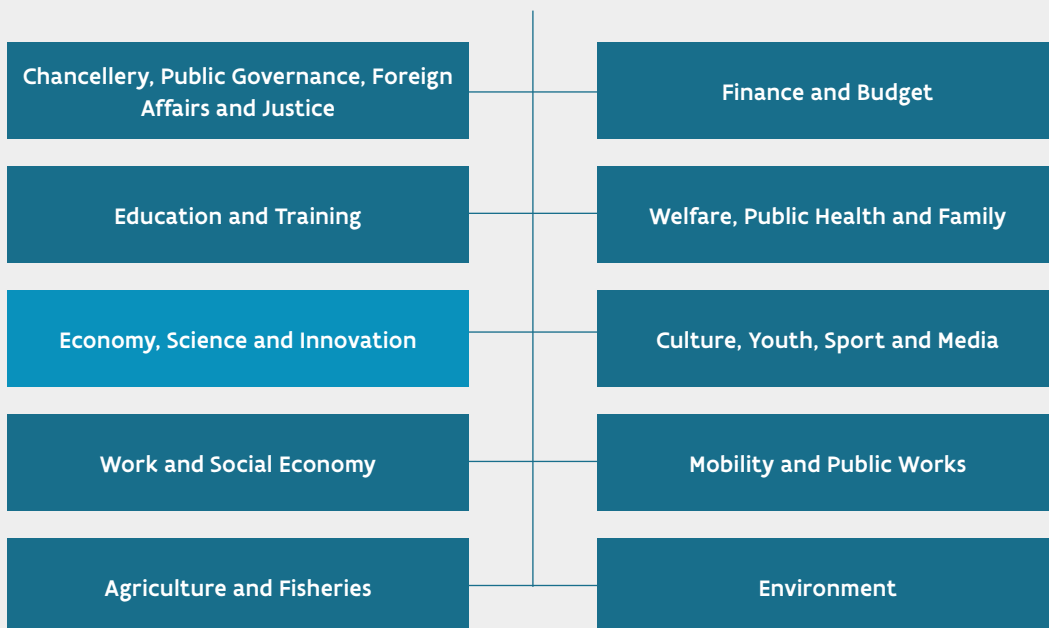 Chancellery, Public Governance, Foreign
Affairs and Justice
Finance and Budget
Education and Training
Welfare, Public Health and Family
Economy, Science and Innovation
Culture, Youth, Sport and Media
Work and Social Economy
Mobility and Public Works
Agriculture and Fisheries
Environment